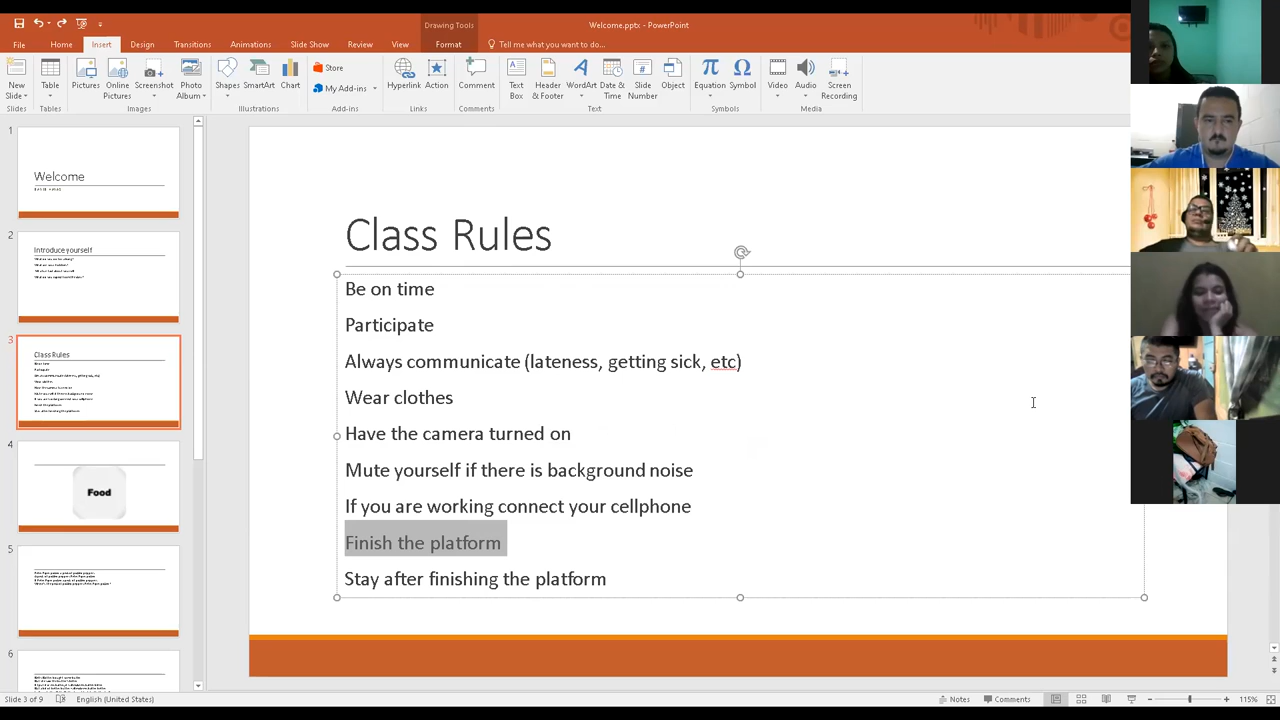 Drawing Tools
Welcome.pptx - PowerPoint
File Home Insert Design Transitions Animations Slide Show Review View Format Tell me what you want to do...
New Slide
Slides
Table
Tables
Pictures
Online Pictures
Screenshot
Photo Album
Images
Shapes
SmartArt
Chart
Illustrations
Store
My Add-ins
Add-ins
Hyperlink
Action
Links
Comment
Comments
Text Box
Header & Footer
WordArt
Date & Time
Slide Number
Object
Text
Equation
Symbol
Symbols
Video
Audio
Screen Recording
Media
1
Welcome
2
Introduce yourself
3
Class Rules
4
Food
5
6
Class Rules
Be on time
Participate
Always communicate (lateness, getting sick, etc)
Wear clothes
Have the camera turned on
Mute yourself if there is background noise
If you are working connect your cellphone
Finish the platform
Stay after finishing the platform
Slide 3 of 9 English (United States)
Notes Comments 115%